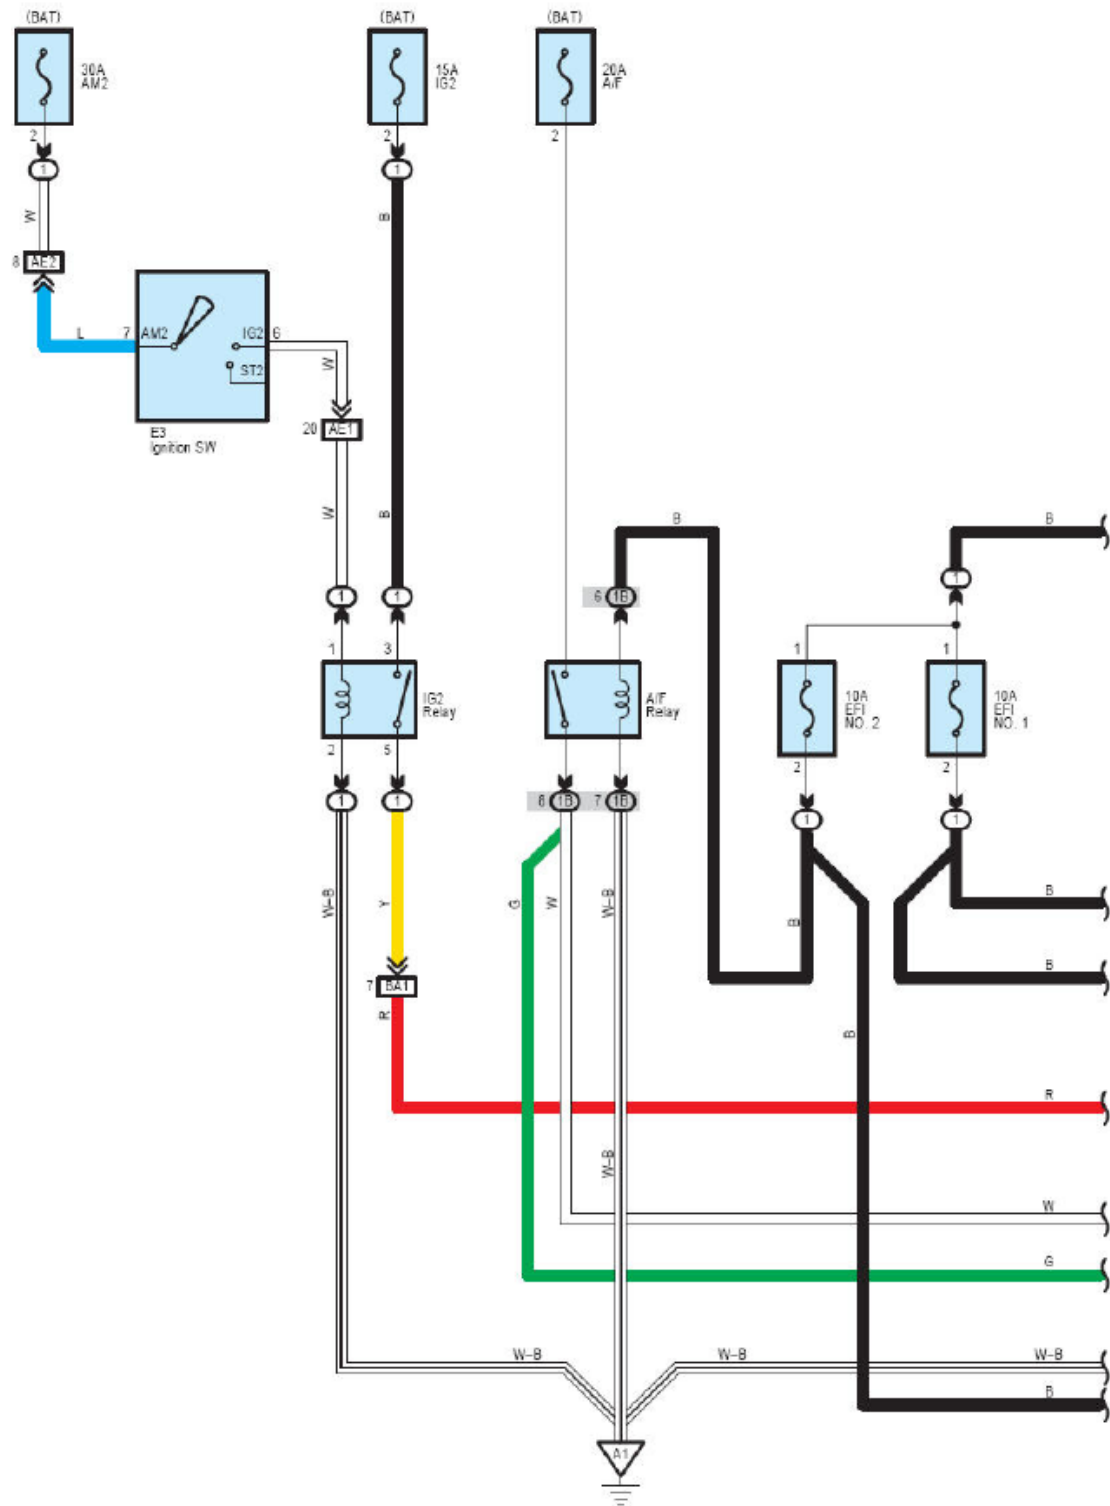 (BAT)
(BAT)
(BAT)
30A
AM2
15A
IG2
20A
A/F
2
2
2
1
1
W
B
8
AE2
L
7
AM2
IG2
6
ST2
W
E3
Ignition SW
20
AE1
W
B
B
B
1
1
1
6
1B
1
3
1
1
IG2
Relay
A/F
Relay
10A
EFI
NO. 2
10A
EFI
NO. 1
2
5
2
2
1
1
8
1B
7
1B
1
1
W-B
Y
G
W
W-B
B
B
B
7
BA1
R
B
R
W-B
W
G
W-B
W-B
W-B
B
A1